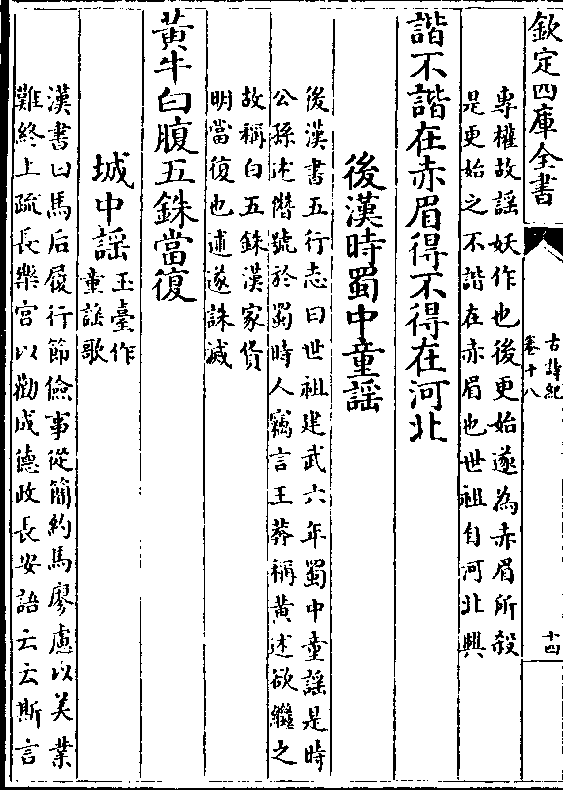 欽定四庫全書
古詩紀
卷十八
十四
專權故謡妖作也後更始遂為赤眉所殺
是更始之不諧在赤眉也世祖自河北興
諧不諧在赤眉得不得在河北
後漢時蜀中童謡
後漢書五行志曰世祖建武六年蜀中童謡是時
公孫述僭號於蜀時人竊言王莽稱黄述欲繼之
故稱白五銖漢家貨
明當復也述遂誅滅
黄牛白腹五銖當復
城中謡
玉臺作
童謡歌
漢書曰馬后履行節儉事從簡約馬廖慮以美業
難終上疏長樂宫以勸成德政長安語云云斯言